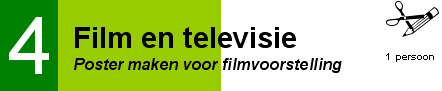 4
Film en televisie
Poster maken voor filmvoorstelling
1 persoon